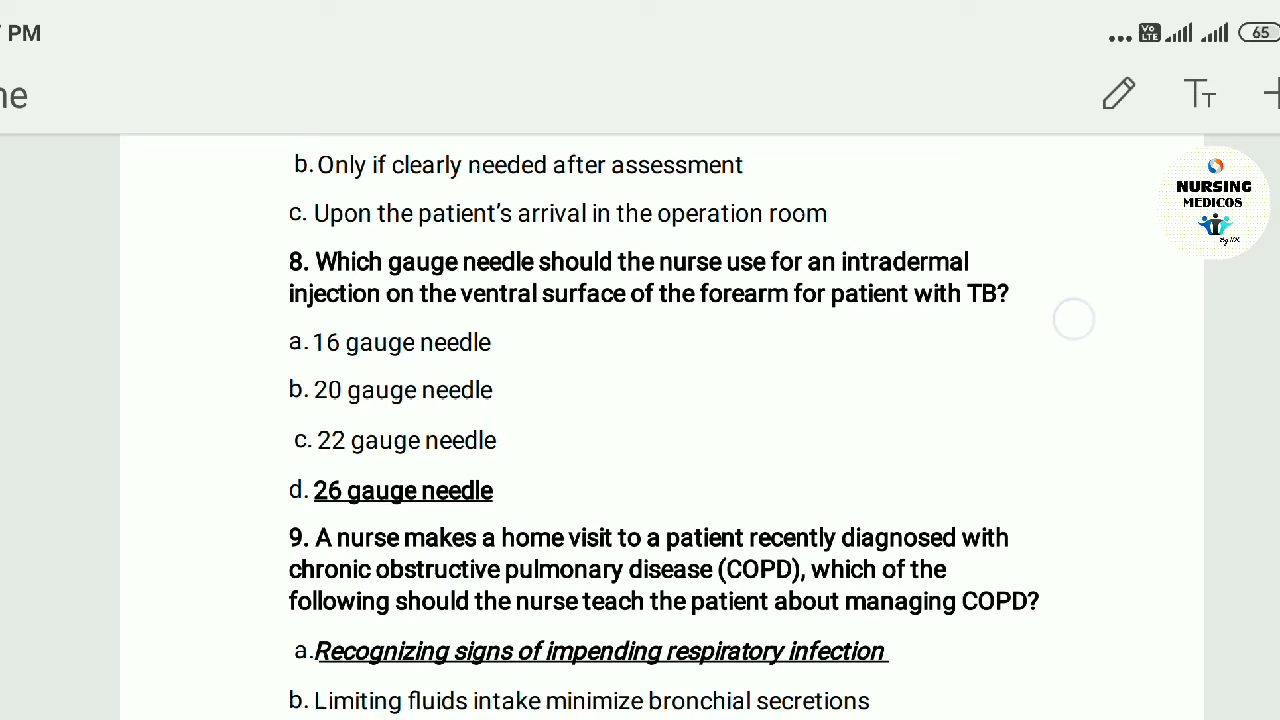 PM
VO LTE 65
ne
TT
b. Only if clearly needed after assessment
c. Upon the patient’s arrival in the operation room
NURSING
MEDICOS
8. Which gauge needle should the nurse use for an intradermal
injection on the ventral surface of the forearm for patient with TB?
a. 16 gauge needle
b. 20 gauge needle
c. 22 gauge needle
d. 26 gauge needle
9. A nurse makes a home visit to a patient recently diagnosed with
chronic obstructive pulmonary disease (COPD), which of the
following should the nurse teach the patient about managing COPD?
a. Recognizing signs of impending respiratory infection
b. Limiting fluids intake minimize bronchial secretions